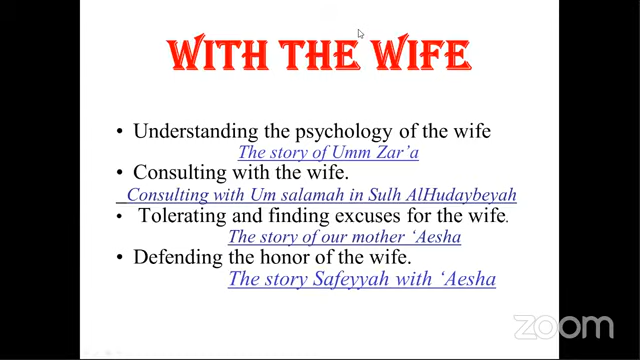 WITH THE WIFE
• Understanding the psychology of the wife
The story of Umm Zar’a
• Consulting with the wife.
Consulting with Um salamah in Sulh AlHudaybeyah
• Tolerating and finding excuses for the wife.
The story of our mother ‘Aesha
• Defending the honor of the wife.
The story Safeyyah with ‘Aesha
zoom